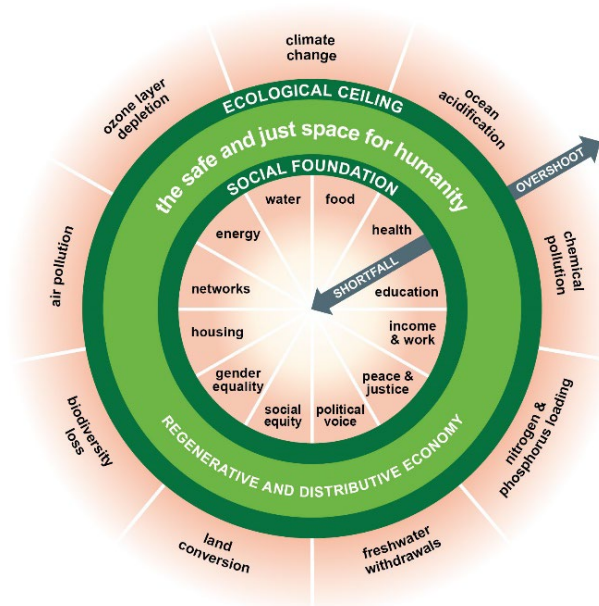 climate
change
ocean
acidification
chemical
pollution
nitrogen &
phosphorus loading
freshwater
withdrawals
land
conversion
biodiversity
loss
air pollution
ozone layer
depletion
ECOLOGICAL CEILING
the safe and just space for humanity
SOCIAL FOUNDATION
OVERSHOOT
SHORTFALL
water
food
health
education
income
& work
peace &
justice
political
voice
social
equity
gender
equality
housing
networks
energy
REGENERATIVE AND DISTRIBUTIVE ECONOMY